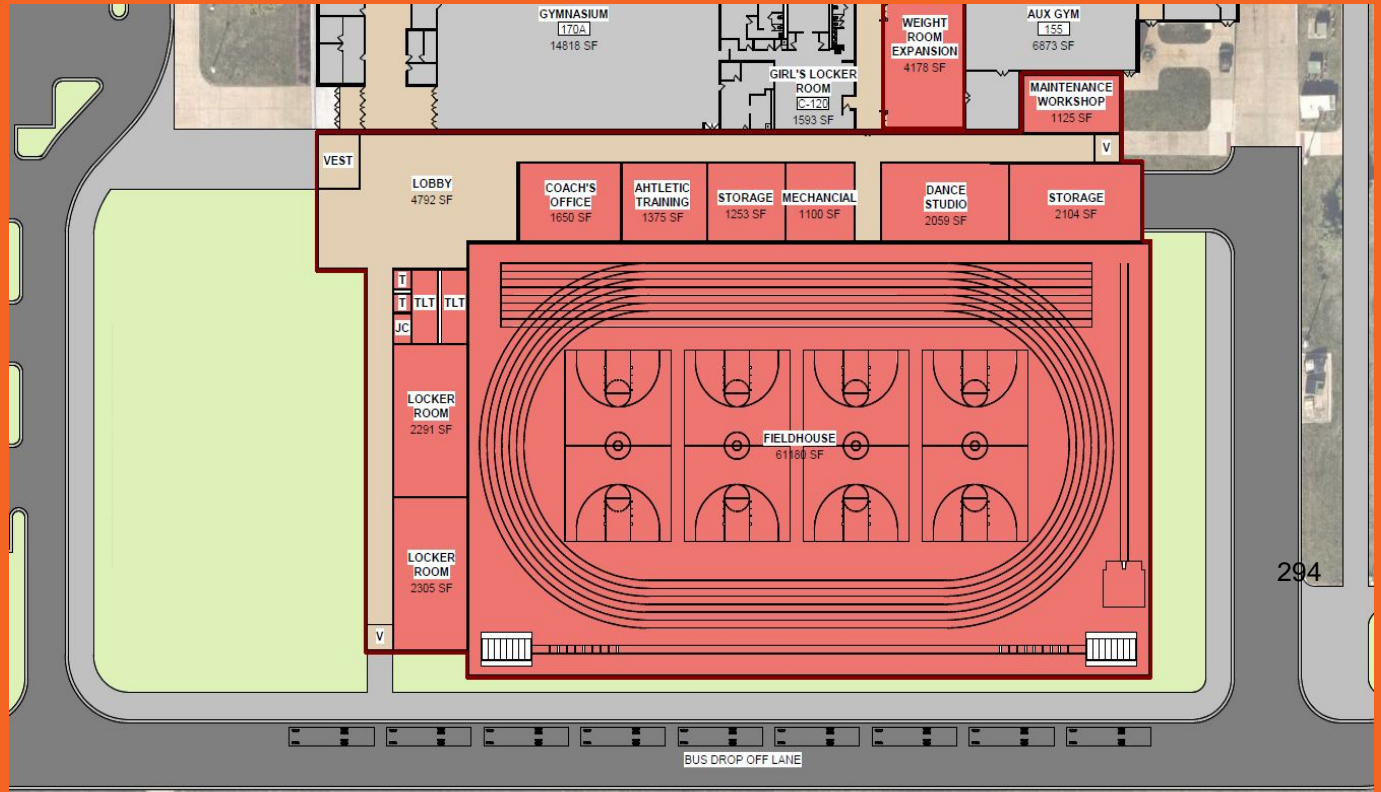 GYMNASIUM
170A
14818 SF
WEIGHT
ROOM
EXPANSION
4178 SF
AUX GYM
155
6873 SF
GIRL'S LOCKER
ROOM
C-120
1593 SF
MAINTENANCE
WORKSHOP
1125 SF
VEST
V
LOBBY
4792 SF
COACH'S
OFFICE
1650 SF
AHTLETIC
TRAINING
1375 SF
STORAGE
1253 SF
MECHANCIAL
1100 SF
DANCE
STUDIO
2059 SF
STORAGE
2104 SF
T
T
TLT
TLT
JC
LOCKER
ROOM
2291 SF
FIELDHOUSE
61180 SF
LOCKER
ROOM
2305 SF
294
V
BUS DROP OFF LANE